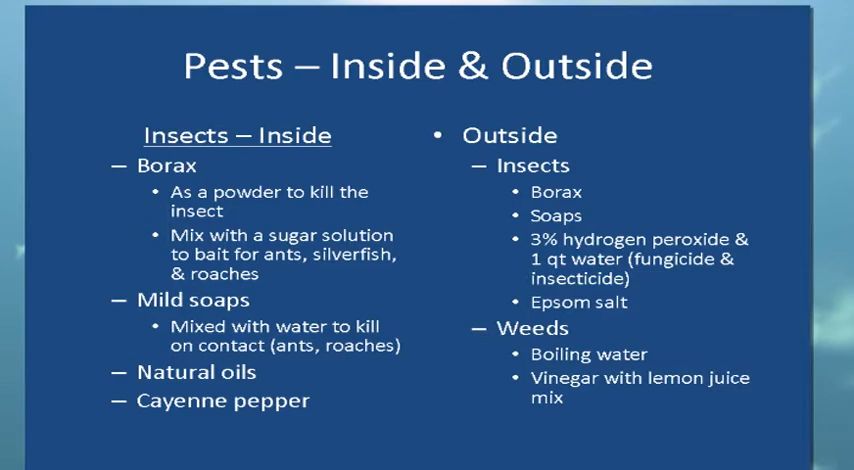 Pests – Inside & Outside
Insects – Inside
– Borax
• As a powder to kill the
insect
• Mix with a sugar solution
to bait for ants, silverfish,
& roaches
– Mild soaps
• Mixed with water to kill
on contact (ants, roaches)
– Natural oils
– Cayenne pepper
• Outside
– Insects
• Borax
• Soaps
• 3% hydrogen peroxide &
1 qt water (fungicide &
insecticide)
• Epsom salt
– Weeds
• Boiling water
• Vinegar with lemon juice
mix